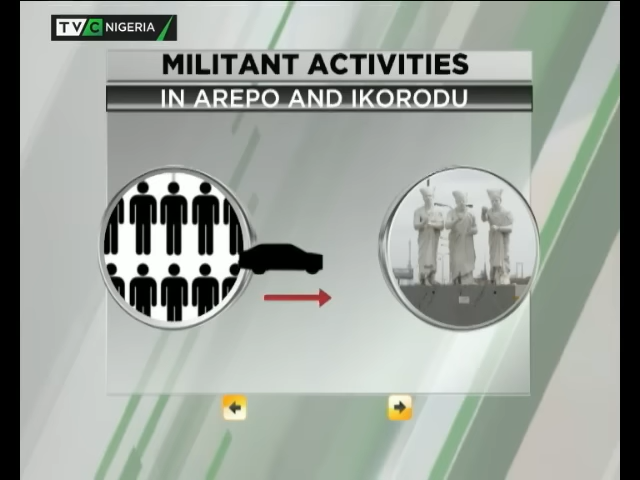 TVC NIGERIA
MILITANT ACTIVITIES
IN AREPO AND IKORODU